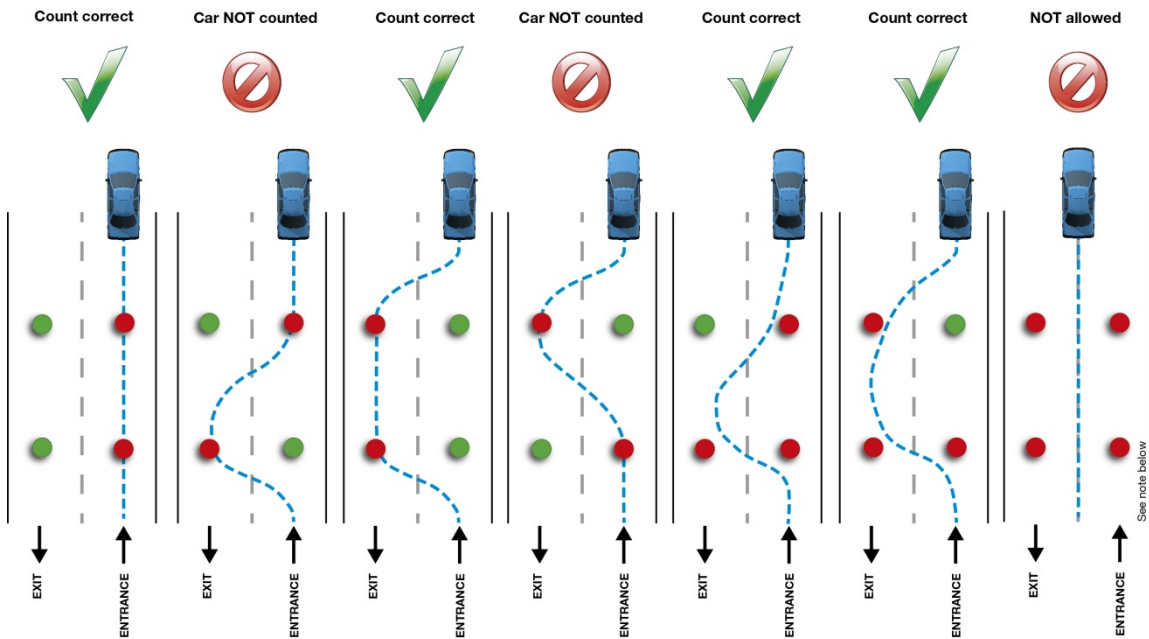 Count correct
Car NOT counted
Count correct
Car NOT counted
Count correct
Count correct
NOT allowed
See note below
EXIT
ENTRANCE
EXIT
ENTRANCE
EXIT
ENTRANCE
EXIT
ENTRANCE
EXIT
ENTRANCE
EXIT
ENTRANCE
EXIT
ENTRANCE